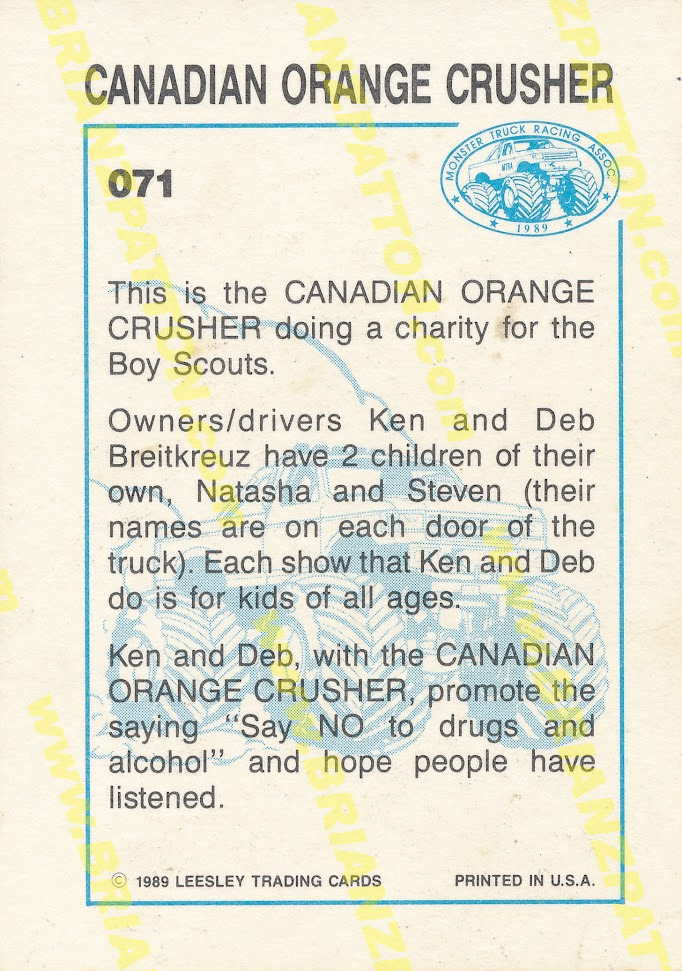 CANADIAN ORANGE CRUSHER
071
MONSTER TRUCK RACING ASSOC.
MTRA
1989
This is the CANADIAN ORANGE
CRUSHER doing a charity for the
Boy Scouts.
Owners/drivers Ken and Deb
Breitkreuz have 2 children of their
own, Natasha and Steven (their
names are on each door of the
truck). Each show that Ken and Deb
do is for kids of all ages.
Ken and Deb, with the CANADIAN
ORANGE CRUSHER, promote the
saying “Say NO to drugs and
alcohol” and hope people have
listened.
© 1989 LEESLEY TRADING CARDS
PRINTED IN U.S.A.
www.BRIANZPATTON.com